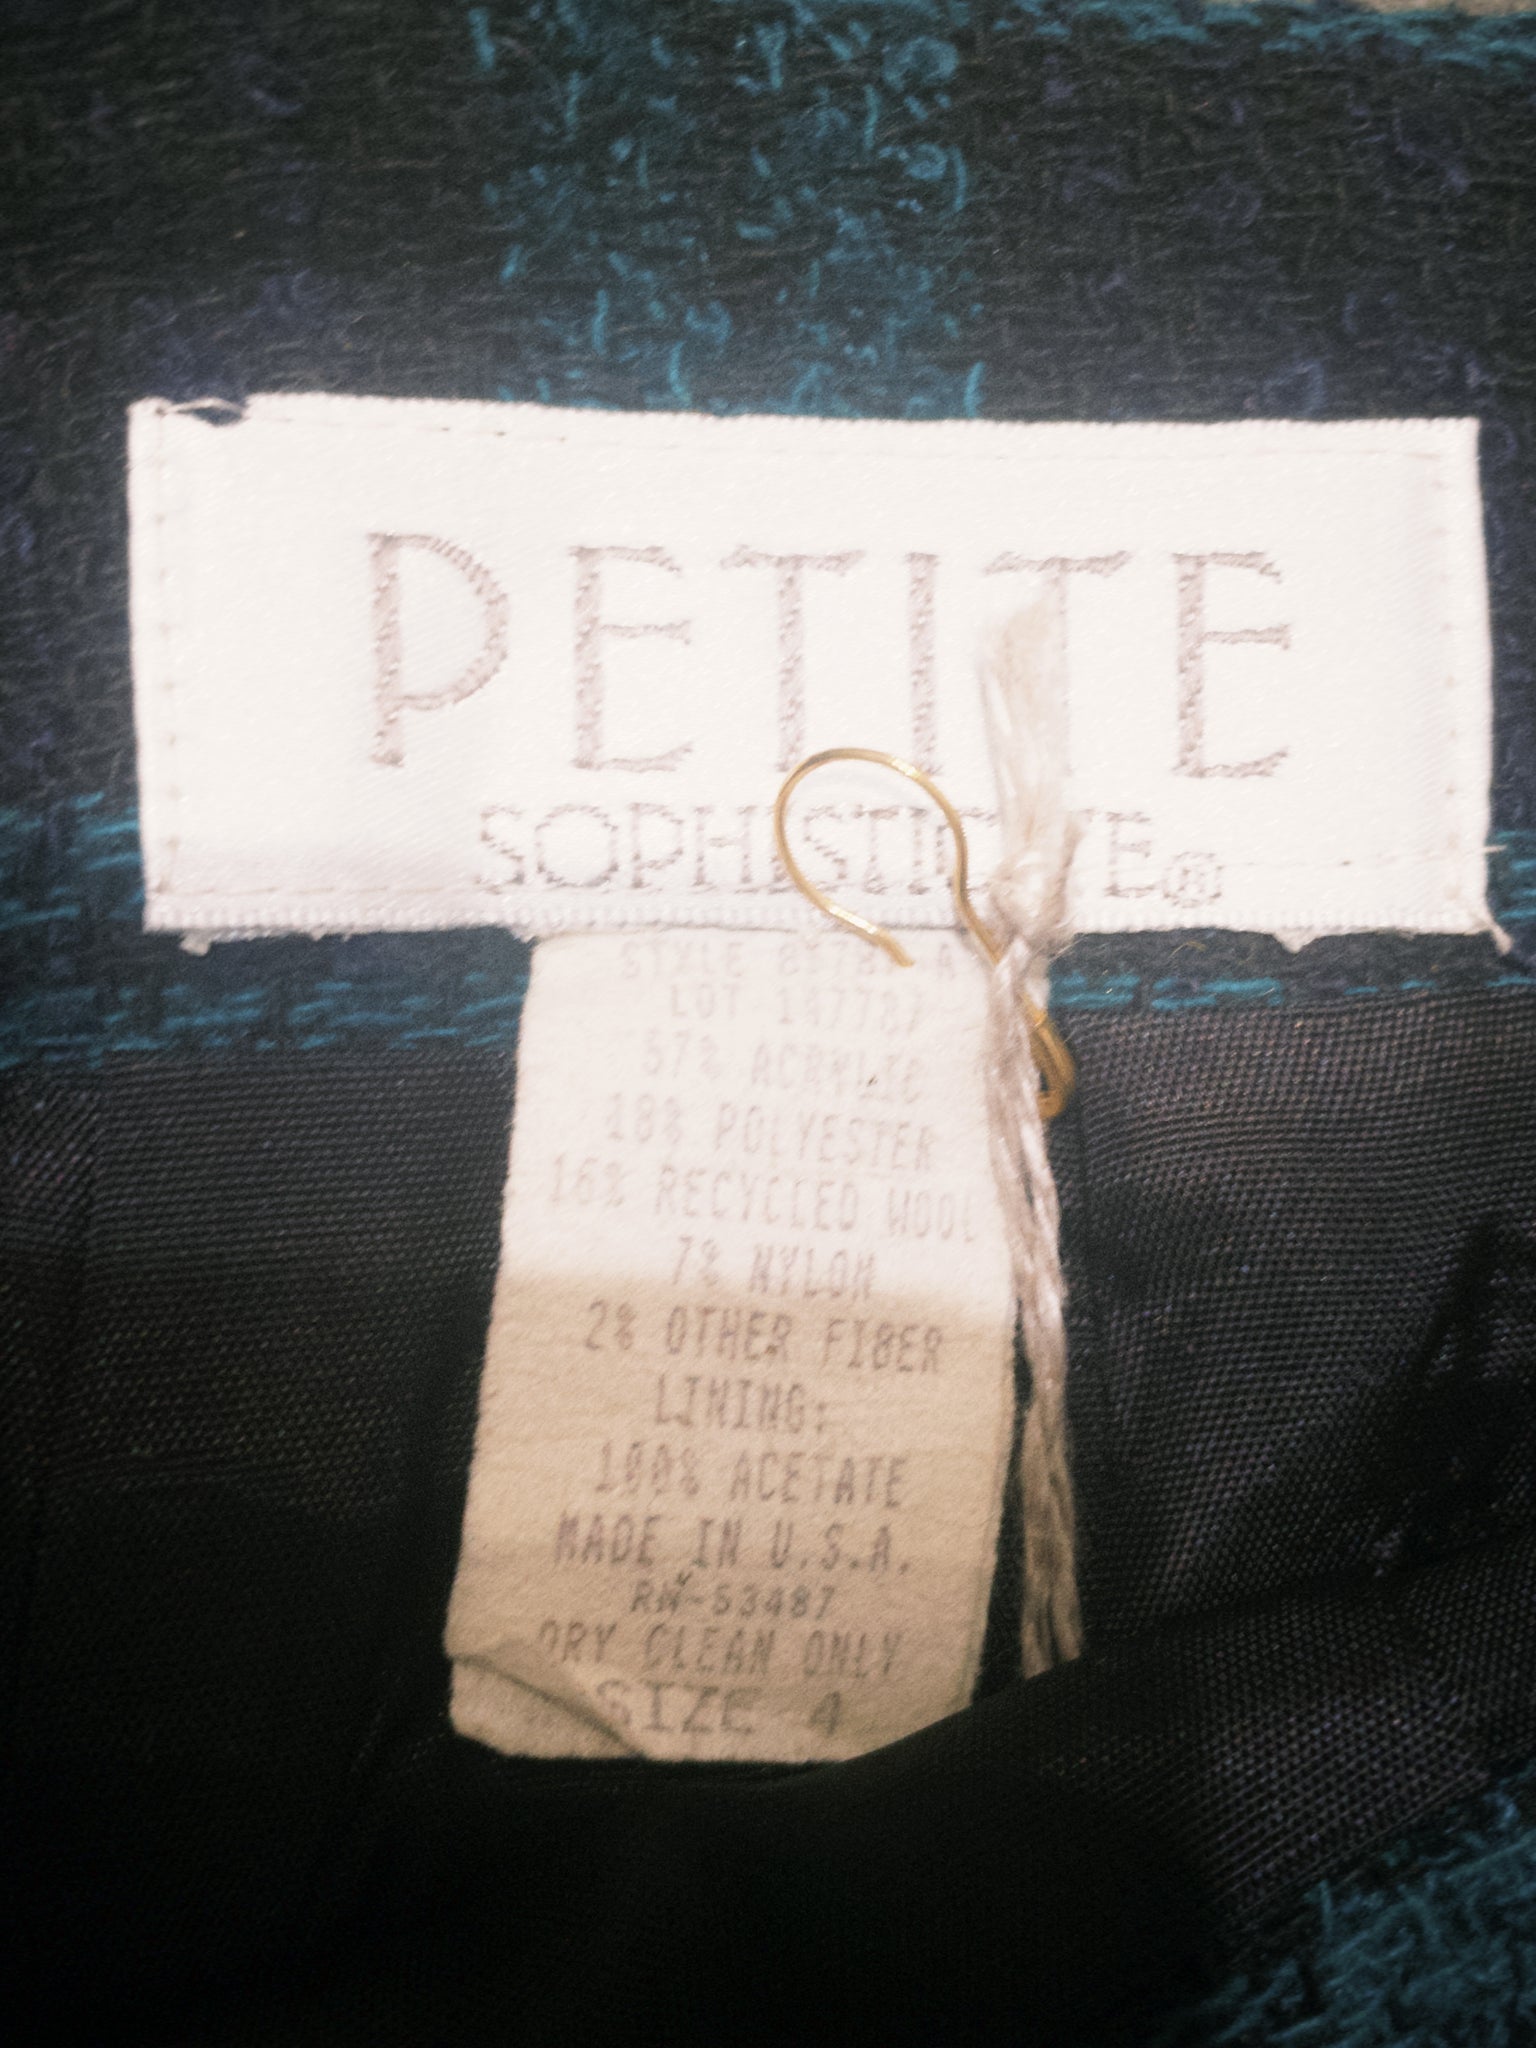 PETITE
SOPHISTICATE®
STYLE
LOT 147787
57% ACRYLIC
18% POLYESTER
16% RECYCLED WOOL
7% NYLON
2% OTHER FIBER
LINING:
100% ACETATE
MADE IN U.S.A.
RN-53487
DRY CLEAN ONLY
SIZE 4